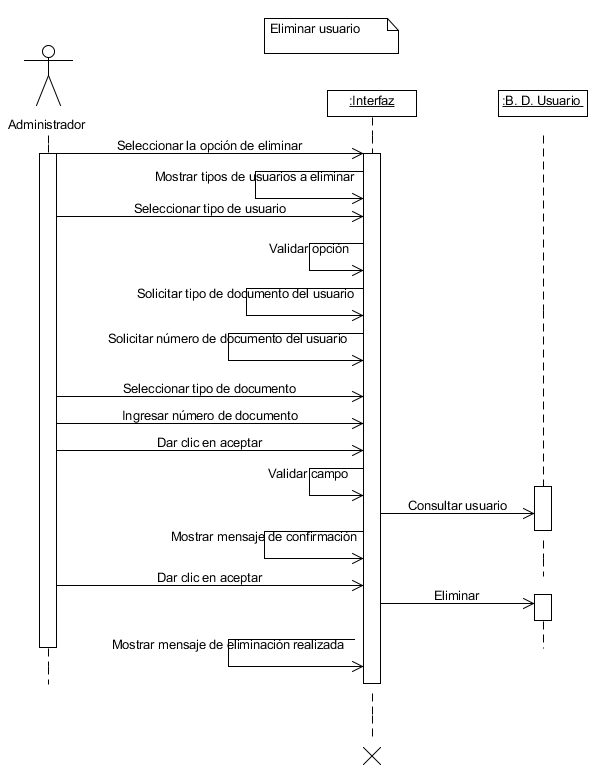 Eliminar usuario
Administrador
:Interfaz
:B. D. Usuario
Seleccionar la opción de eliminar
Mostrar tipos de usuarios a eliminar
Seleccionar tipo de usuario
Validar opción
Solicitar tipo de documento del usuario
Solicitar número de documento del usuario
Seleccionar tipo de documento
Ingresar número de documento
Dar clic en aceptar
Validar campo
Consultar usuario
Mostrar mensaje de confirmación
Dar clic en aceptar
Eliminar
Mostrar mensaje de eliminación realizada